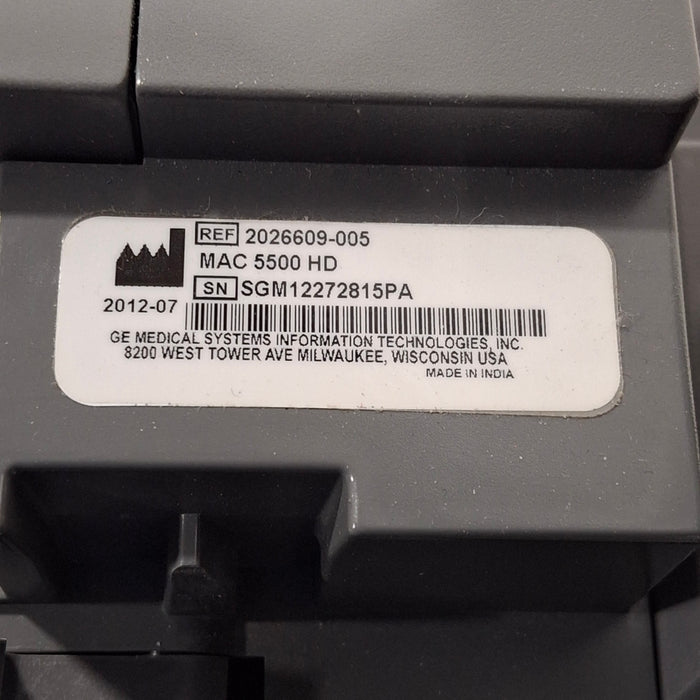 REF 2026609-005
MAC 5500 HD
SN SGM12272815PA
2012-07
GE MEDICAL SYSTEMS INFORMATION TECHNOLOGIES, INC.
8200 WEST TOWER AVE MILWAUKEE, WISCONSIN USA
MADE IN INDIA